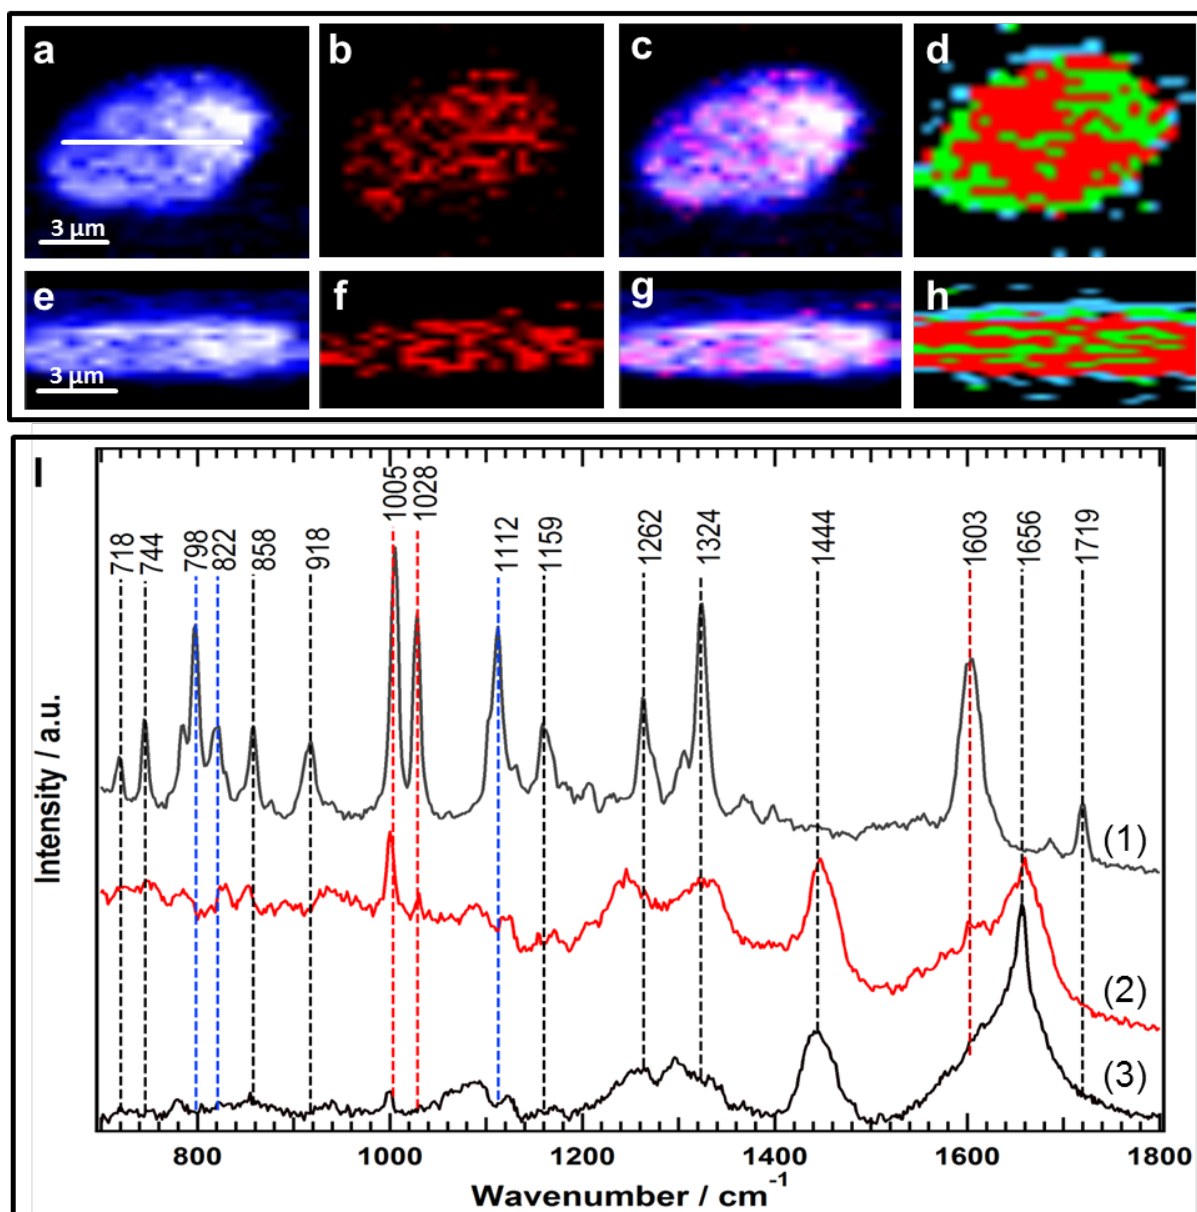 a b c d
3 μm
e f g h
3 μm
I
718
744
798
822
858
918
1005
1028
1112
1159
1262
1324
1444
1603
1656
1719
Intensity / a.u.
(1)
(2)
(3)
800 1000 1200 1400 1600 1800
Wavenumber / cm⁻¹